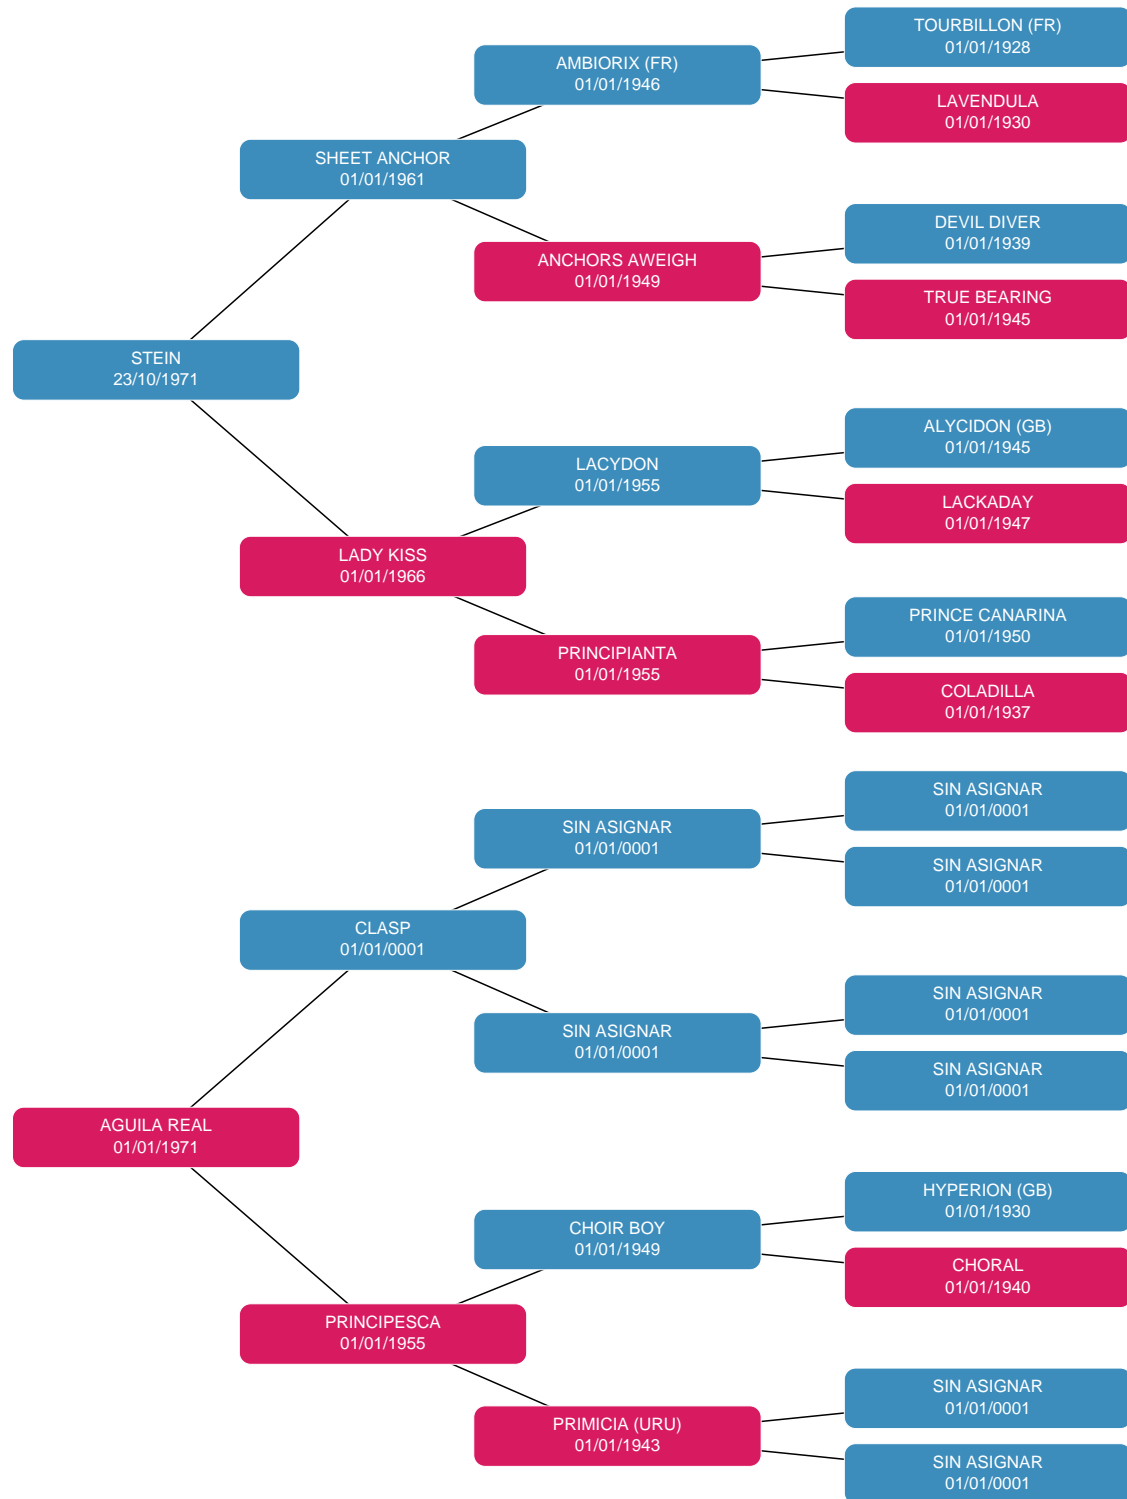 TOURBILLON (FR)
01/01/1928
AMBIORIX (FR)
01/01/1946
LAVENDULA
01/01/1930
SHEET ANCHOR
01/01/1961
DEVIL DIVER
01/01/1939
ANCHORS AWEIGH
01/01/1949
TRUE BEARING
01/01/1945
STEIN
23/10/1971
ALYCIDON (GB)
01/01/1945
LACYDON
01/01/1955
LACKADAY
01/01/1947
LADY KISS
01/01/1966
PRINCE CANARINA
01/01/1950
PRINCIPIANTA
01/01/1955
COLADILLA
01/01/1937
SIN ASIGNAR
01/01/0001
SIN ASIGNAR
01/01/0001
SIN ASIGNAR
01/01/0001
CLASP
01/01/0001
SIN ASIGNAR
01/01/0001
SIN ASIGNAR
01/01/0001
SIN ASIGNAR
01/01/0001
AGUILA REAL
01/01/1971
HYPERION (GB)
01/01/1930
CHOIR BOY
01/01/1949
CHORAL
01/01/1940
PRINCIPESCA
01/01/1955
SIN ASIGNAR
01/01/0001
PRIMICIA (URU)
01/01/1943
SIN ASIGNAR
01/01/0001